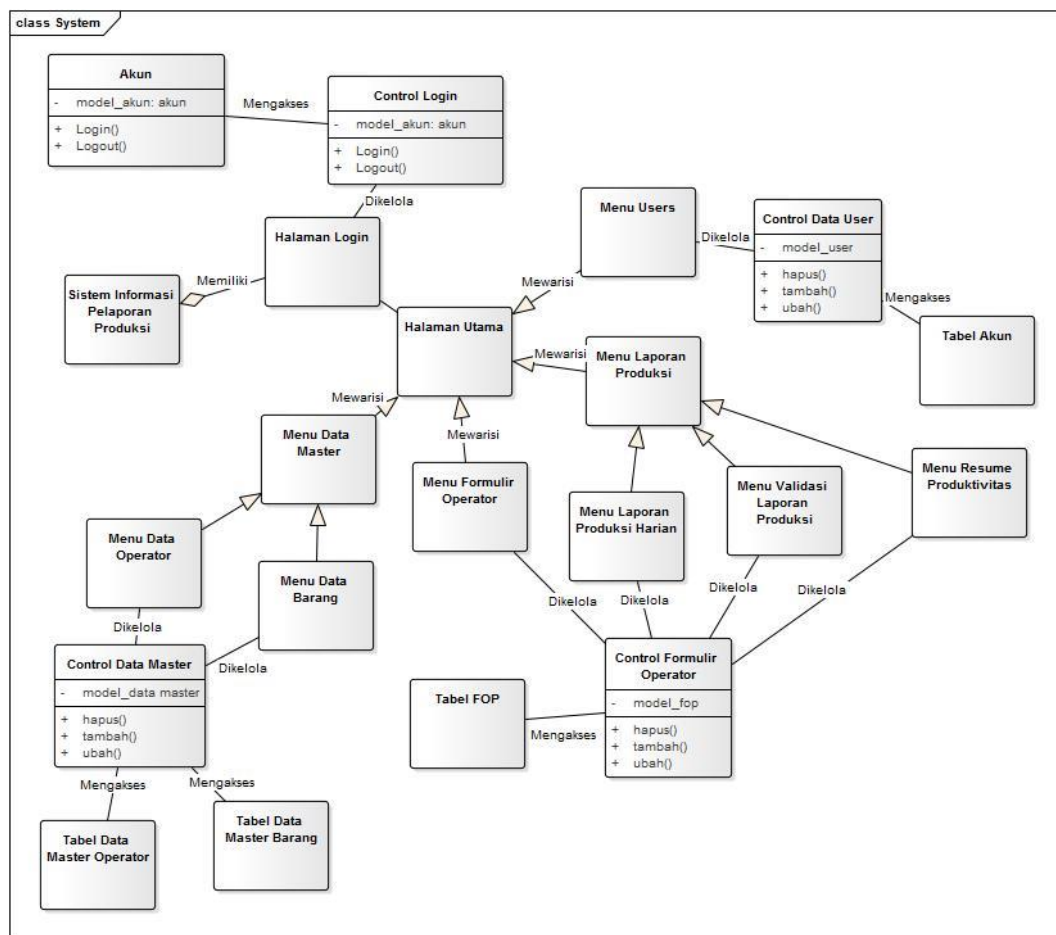 class System
Akun
- model_akun: akun
+ Login()
+ Logout()
Mengakses
Control Login
- model_akun: akun
+ Login()
+ Logout()
Dikelola
Halaman Login
Memiliki
Sistem Informasi
Pelaporan
Produksi
Halaman Utama
Mewarisi
Menu Users
Dikelola
Control Data User
- model_user
+ hapus()
+ tambah()
+ ubah()
Mengakses
Tabel Akun
Mewarisi
Menu Laporan
Produksi
Mewarisi
Menu Data
Master
Mewarisi
Menu Formulir
Operator
Menu Laporan
Produksi Harian
Menu Validasi
Laporan
Produksi
Menu Resume
Produktivitas
Menu Data
Operator
Menu Data
Barang
Dikelola
Dikelola
Dikelola
Dikelola
Dikelola
Dikelola
Control Data Master
- model_data master
+ hapus()
+ tambah()
+ ubah()
Control Formulir
Operator
- model_fop
+ hapus()
+ tambah()
+ ubah()
Tabel FOP
Mengakses
Mengakses
Mengakses
Tabel Data
Master Operator
Tabel Data
Master Barang